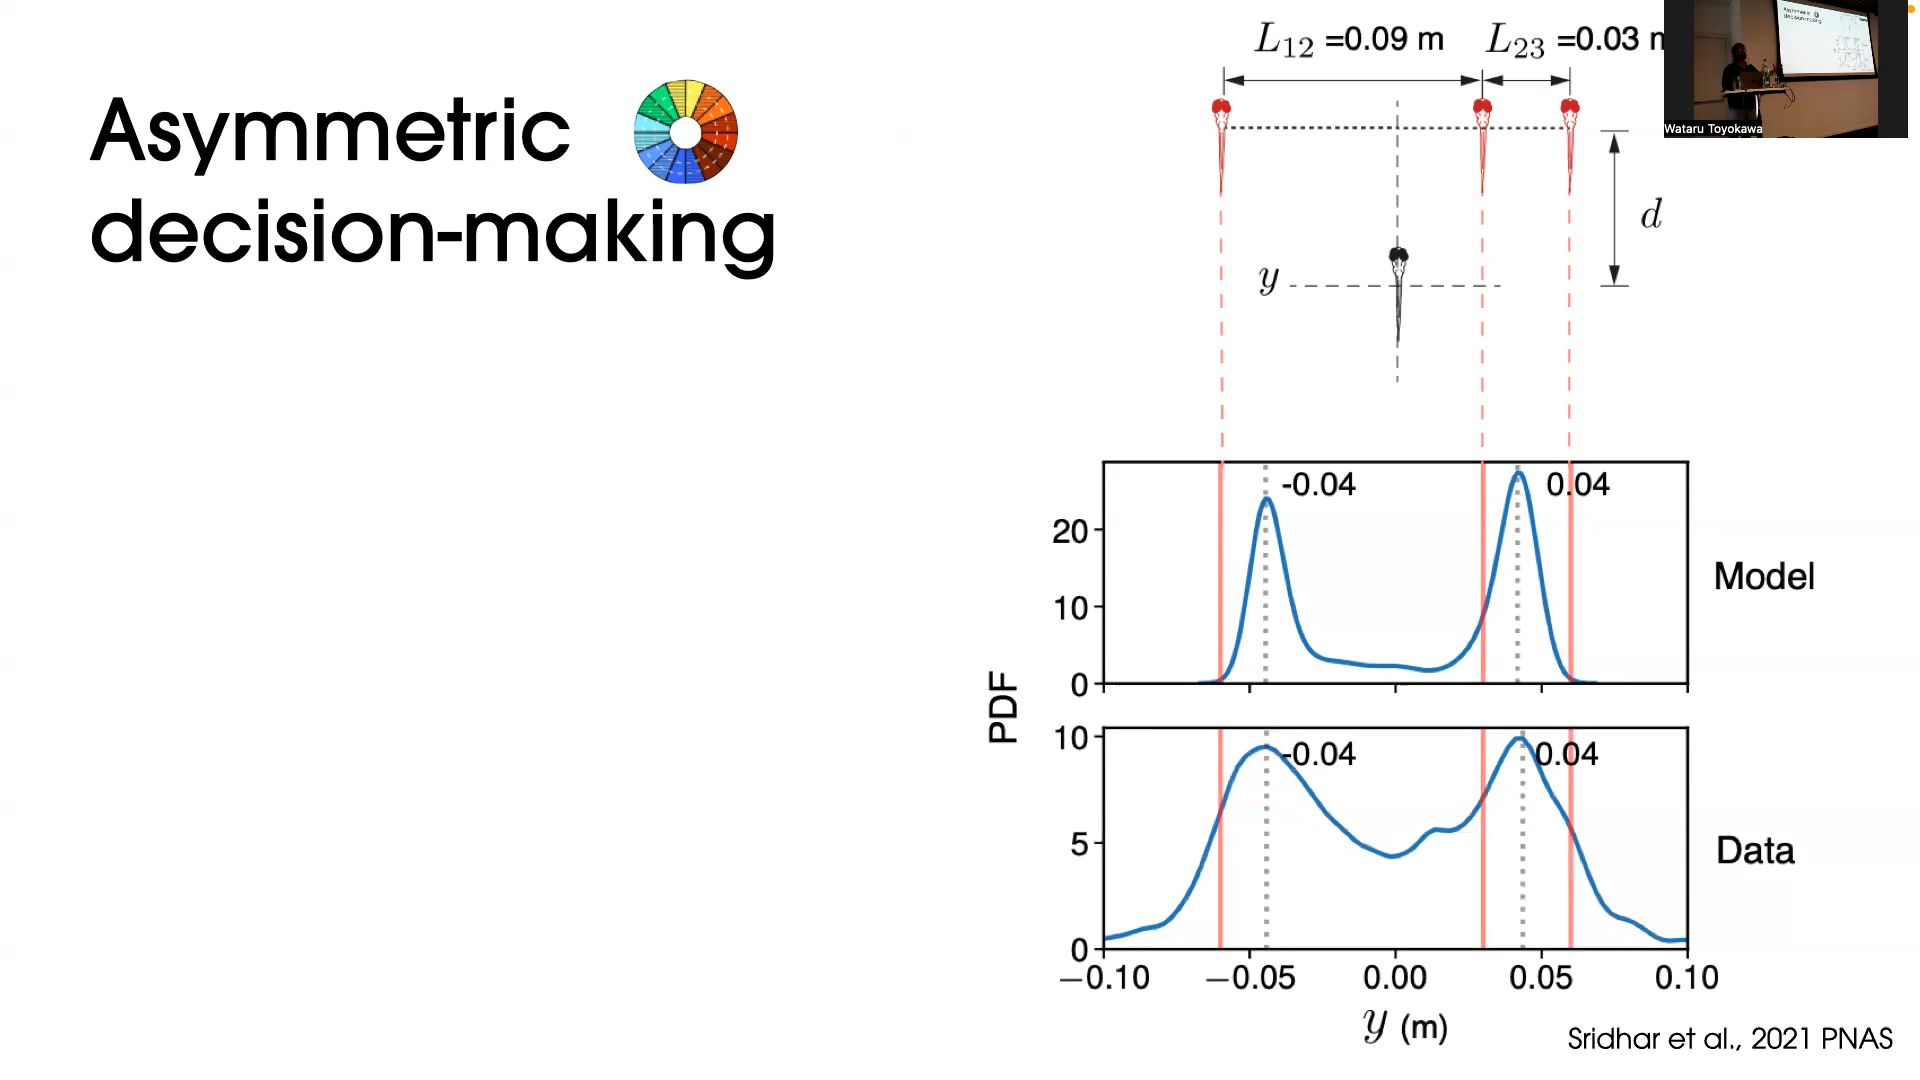 Asymmetric
decision-making
L12 =0.09 m
L23 =0.03
Wataru Toyokawa
d
y
-0.04
0.04
20
10
0
Model
PDF
10
5
0
-0.04
0.04
Data
−0.10
−0.05
0.00
0.05
0.10
y (m)
Sridhar et al., 2021 PNAS